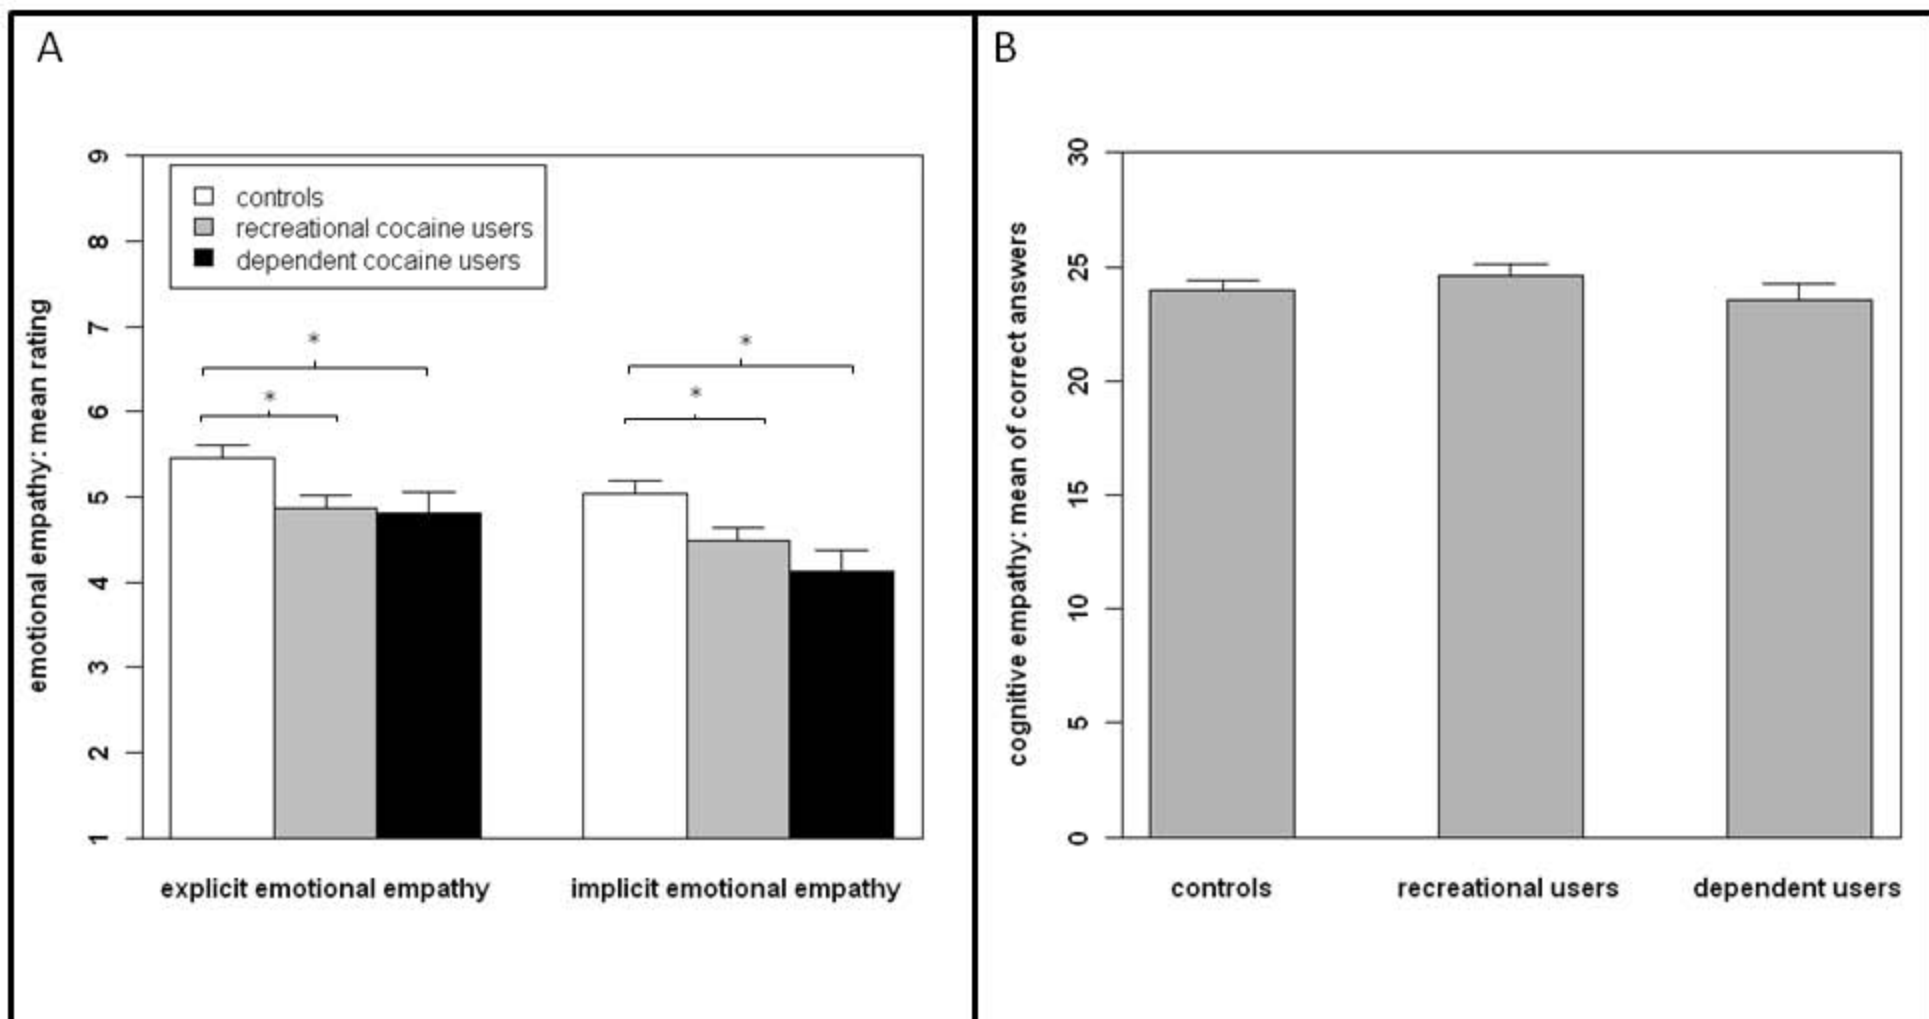 A
emotional empathy: mean rating
9
8
7
6
5
4
3
2
1
controls
recreational cocaine users
dependent cocaine users
*
*
*
*
explicit emotional empathy
implicit emotional empathy
B
cognitive empathy: mean of correct answers
30
25
20
15
10
5
0
controls
recreational users
dependent users